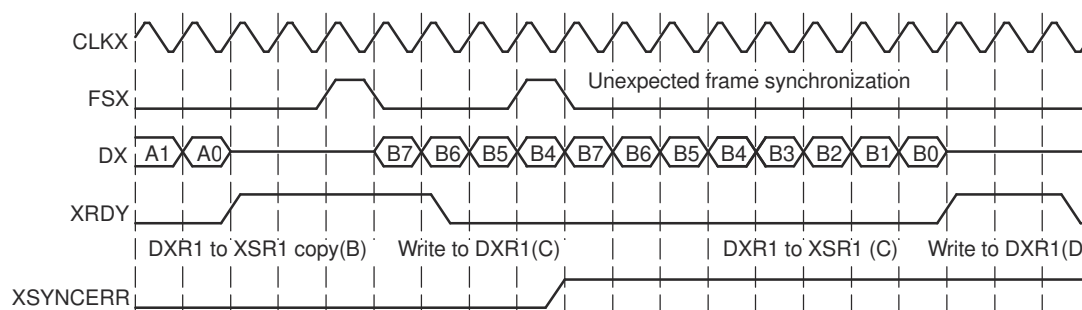 CLKX
Unexpected frame synchronization
FSX
DX A1 A0 B7 B6 B5 B4 B7 B6 B5 B4 B3 B2 B1 B0
XRDY
DXR1 to XSR1 copy(B) Write to DXR1(C) DXR1 to XSR1 (C) Write to DXR1(D
XSYNCERR